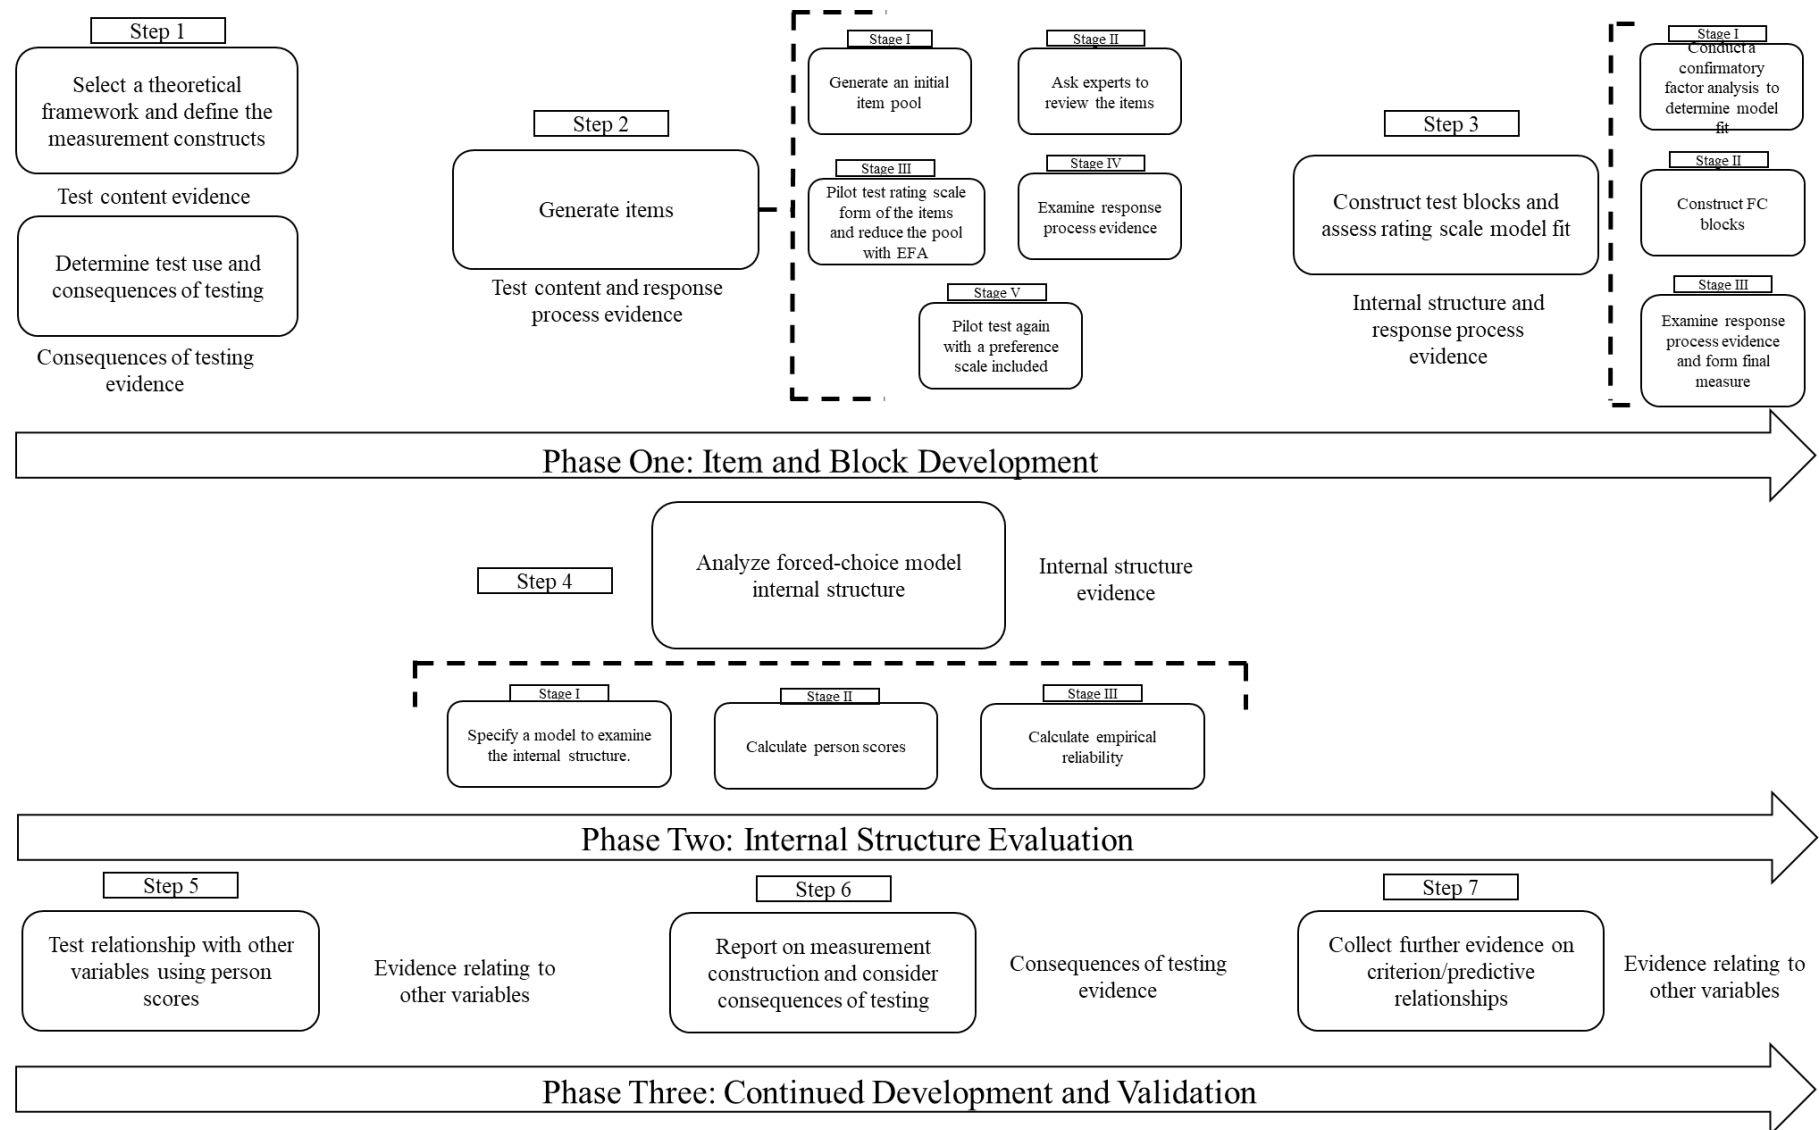 Step 1
Select a theoretical
framework and define the
measurement constructs
Test content evidence
Determine test use and
consequences of testing
Consequences of testing
evidence
Step 2
Generate items
Test content and response
process evidence
Stage I
Generate an initial
item pool
Stage II
Ask experts to
review the items
Stage III
Pilot test rating scale
form of the items
and reduce the pool
with EFA
Stage IV
Examine response
process evidence
Stage V
Pilot test again
with a preference
scale included
Step 3
Construct test blocks and
assess rating scale model fit
Internal structure and
response process
evidence
Stage I
Conduct a
confirmatory
factor analysis to
determine model
fit
Stage II
Construct FC
blocks
Stage III
Examine response
process evidence
and form final
measure
Phase One: Item and Block Development
Step 4
Analyze forced-choice model
internal structure
Internal structure
evidence
Stage I
Specify a model to examine
the internal structure.
Stage II
Calculate person scores
Stage III
Calculate empirical
reliability
Phase Two: Internal Structure Evaluation
Step 5
Test relationship with other
variables using person
scores
Evidence relating to
other variables
Step 6
Report on measurement
construction and consider
consequences of testing
Consequences of testing
evidence
Step 7
Collect further evidence on
criterion/predictive
relationships
Evidence relating to
other variables
Phase Three: Continued Development and Validation